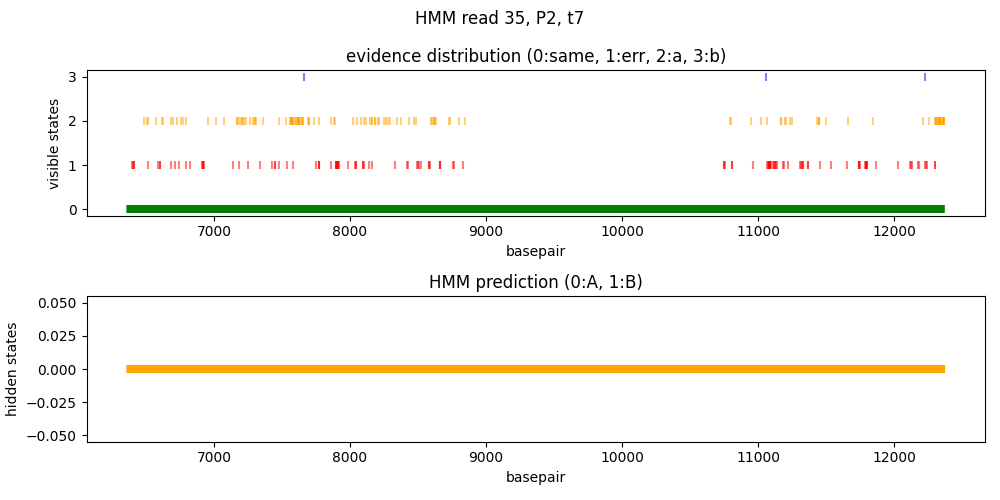 HMM read 35, P2, t7
evidence distribution (0:same, 1:err, 2:a, 3:b)
visible states
3
2
1
0
7000 8000 9000 10000 11000 12000
basepair
HMM prediction (0:A, 1:B)
hidden states
0.050
0.025
0.000
−0.025
−0.050
7000 8000 9000 10000 11000 12000
basepair